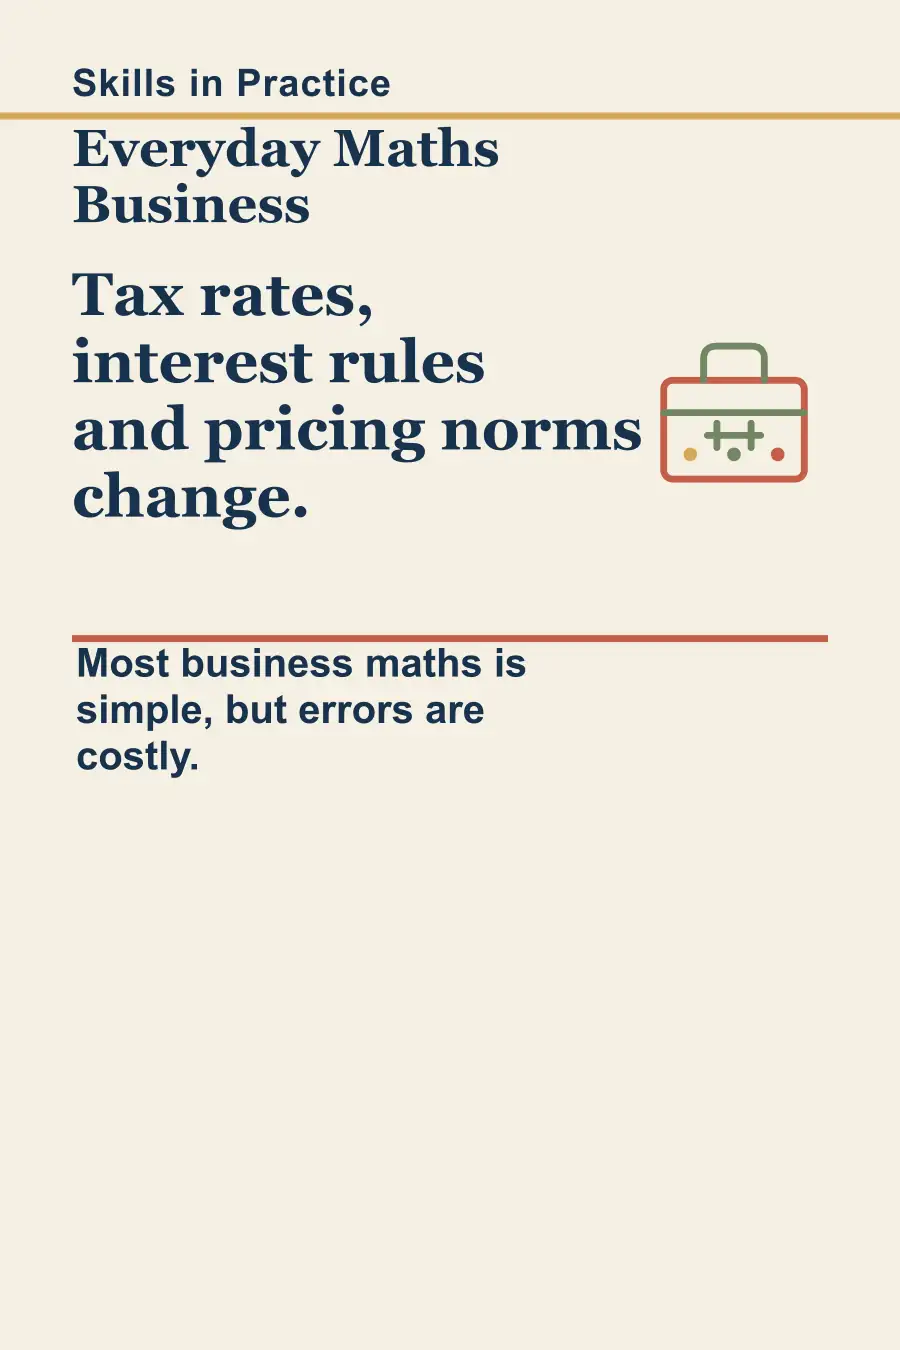 Skills in Practice
Everyday Maths
Business
Tax rates,
interest rules
and pricing norms
change.
Most business maths is
simple, but errors are
costly.